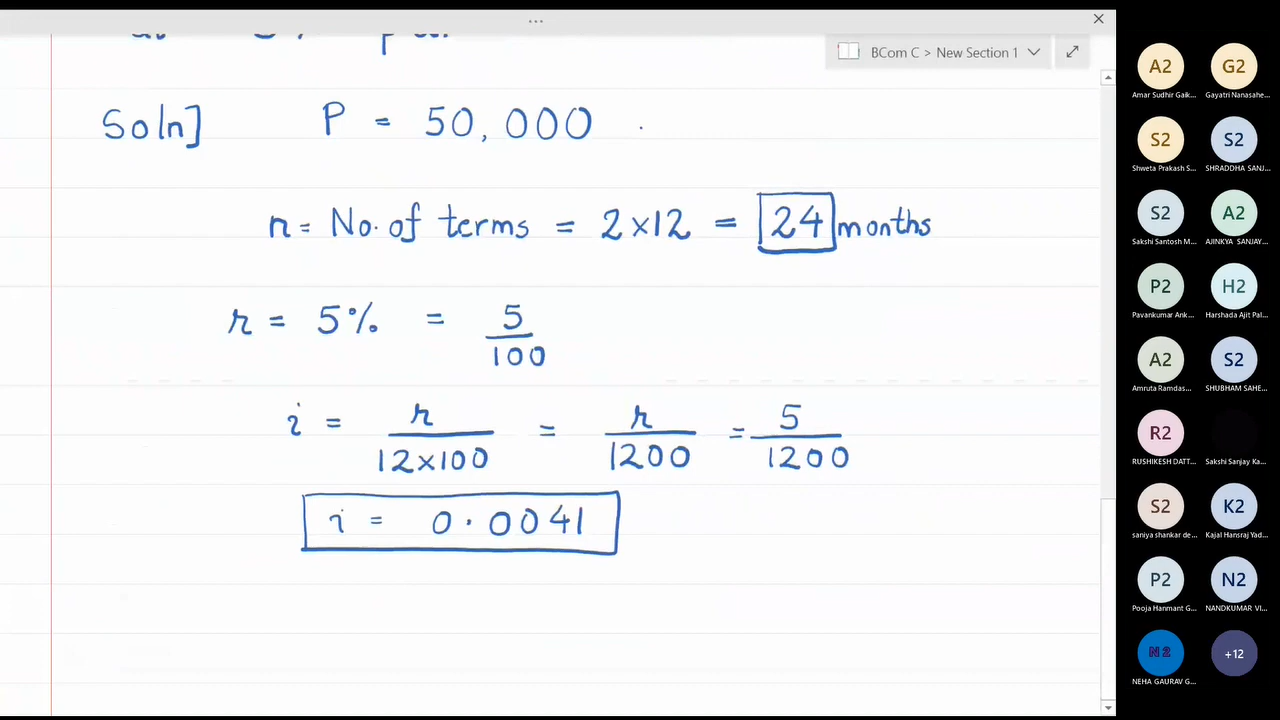 BCom C > New Section 1
Soln] P = 50,000
n = No. of terms = 2×12 = 24 months
r = 5% = 5/100
i = r/12×100 = r/1200 = 5/1200
i = 0.0041
A2 G2
Amar Sudhir Gaik... Gayatri Nanasahe...
S2 S2
Shweta Prakash S... SHRADDHA SANJ...
S2 A2
Sakshi Santosh M... AJINKYA SANJAY...
P2 H2
Pavankumar Ank... Harshada Ajit Pal...
A2 S2
Amruta Ramdas... SHUBHAM SAHE...
R2
RUSHIKESH DATT... Sakshi Sanjay Ka...
S2 K2
saniya shankar de... Kajal Hansraj Yad...
P2 N2
Pooja Hanmant G... NANDKUMAR VI...
N2 +12
NEHA GAURAV G...